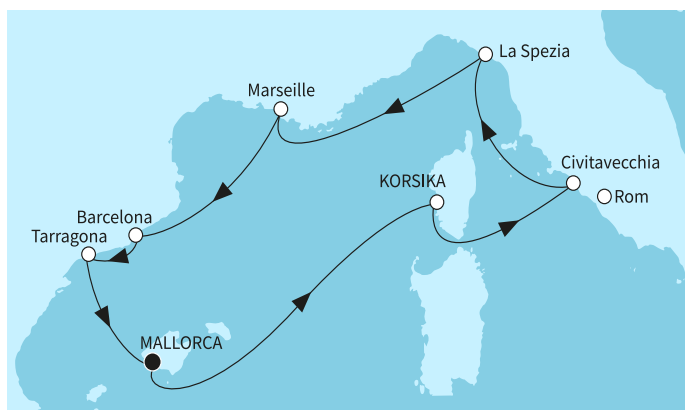 La Spezia
Marseille
Civitavecchia
KORSIKA
Rom
Barcelona
Tarragona
MALLORCA